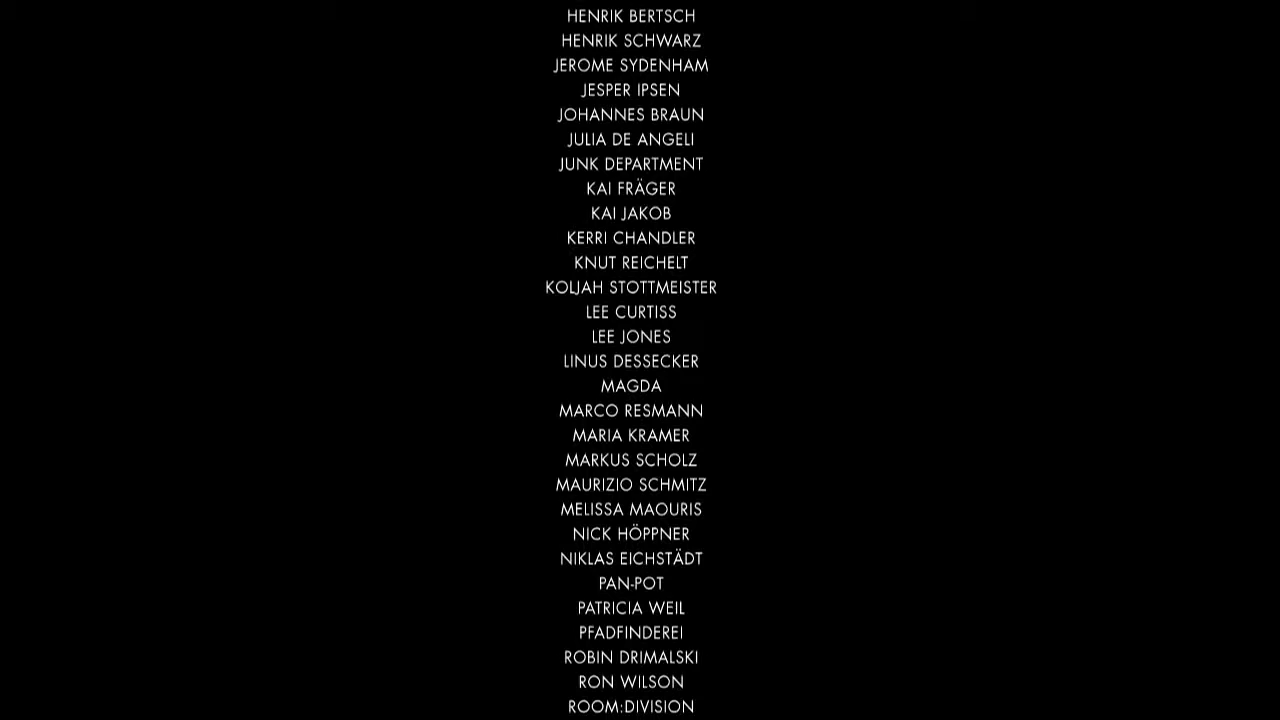 HENRIK BERTSCH
HENRIK SCHWARZ
JEROME SYDENHAM
JESPER IPSEN
JOHANNES BRAUN
JULIA DE ANGELI
JUNK DEPARTMENT
KAI FRÄGER
KAI JAKOB
KERRI CHANDLER
KNUT REICHELT
KOLJAH STOTTMEISTER
LEE CURTISS
LEE JONES
LINUS DESSECKER
MAGDA
MARCO RESMANN
MARIA KRAMER
MARKUS SCHOLZ
MAURIZIO SCHMITZ
MELISSA MAOURIS
NICK HÖPPNER
NIKLAS EICHSTÄDT
PAN-POT
PATRICIA WEIL
PFADFINDEREI
ROBIN DRIMALSKI
RON WILSON
ROOM:DIVISION